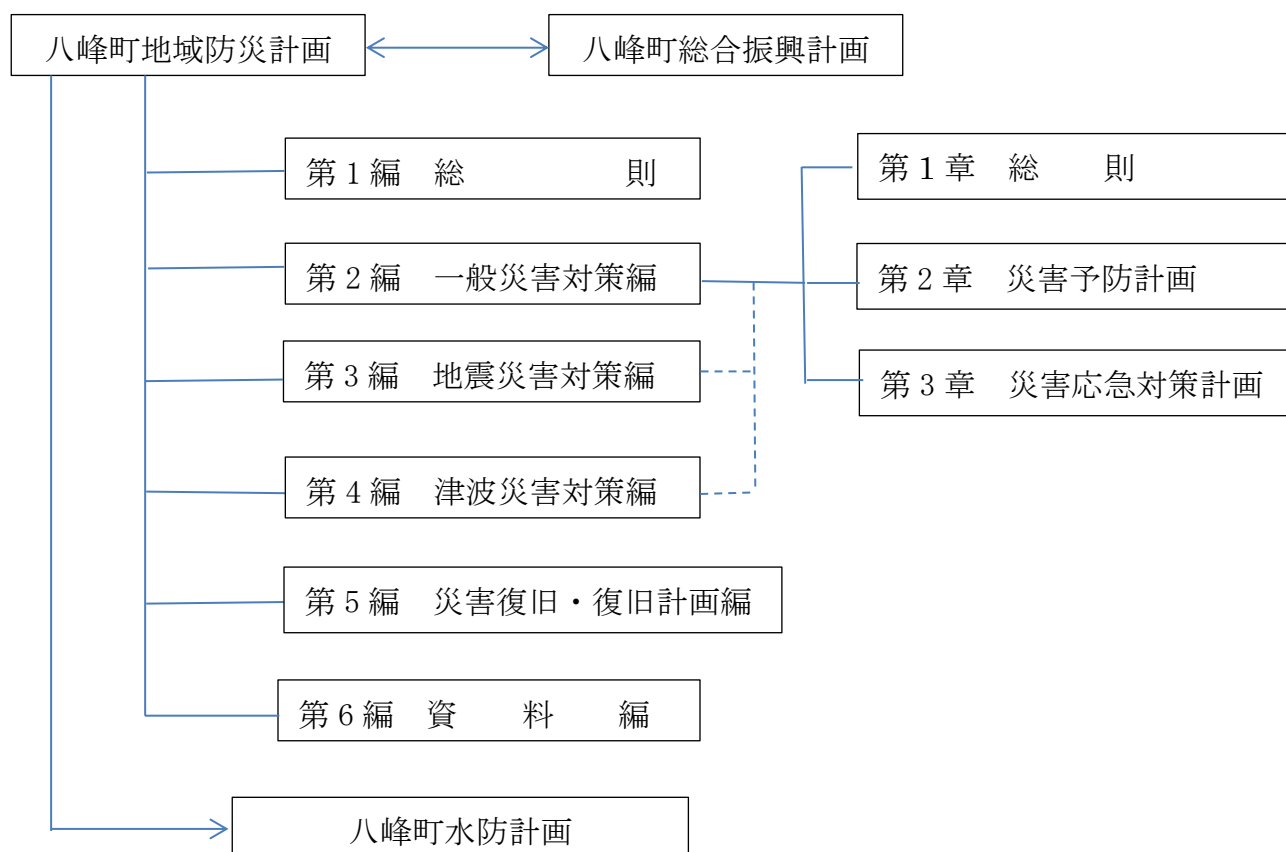 八峰町地域防災計画
八峰町総合振興計画
第1編 総 則
第2編 一般災害対策編
第3編 地震災害対策編
第4編 津波災害対策編
第5編 災害復旧・復旧計画編
第6編 資 料 編
第1章 総 則
第2章 災害予防計画
第3章 災害応急対策計画
八峰町水防計画